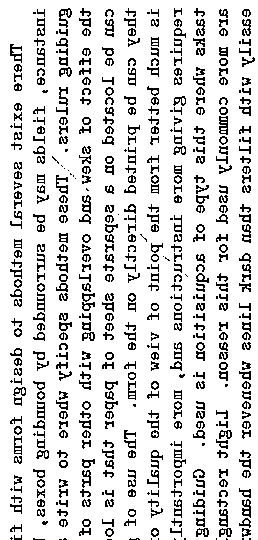 There exist several methods to design forms with fi
instance, fields may be surrounded by bounding boxes,
guiding rulers. These methods specify where to write
the effect of skew and overlapping with other parts of
can be located on a separate sheet of paper that is lo
they can be printed directly on the form. The use of
is much better from the point of view of the quality o
requires giving more instructions and, more importantl
tasks where this type of acquisition is used. Guiding
are more commonly used for this reason. Light rectang
easily with filters than dark lines whenever the handw